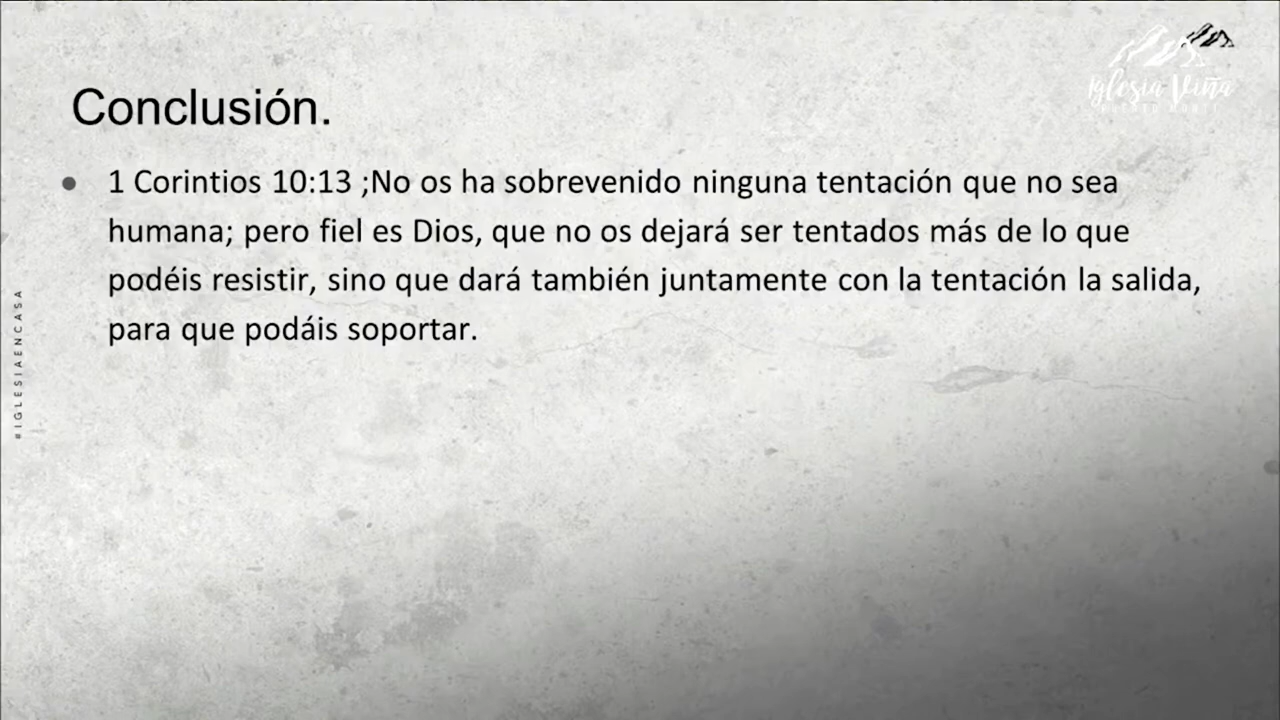 Iglesia Viña
Conclusión.
• 1 Corintios 10:13 ;No os ha sobrevenido ninguna tentación que no sea
humana; pero fiel es Dios, que no os dejará ser tentados más de lo que
podéis resistir, sino que dará también juntamente con la tentación la salida,
para que podáis soportar.
#IGLESIAENCASA